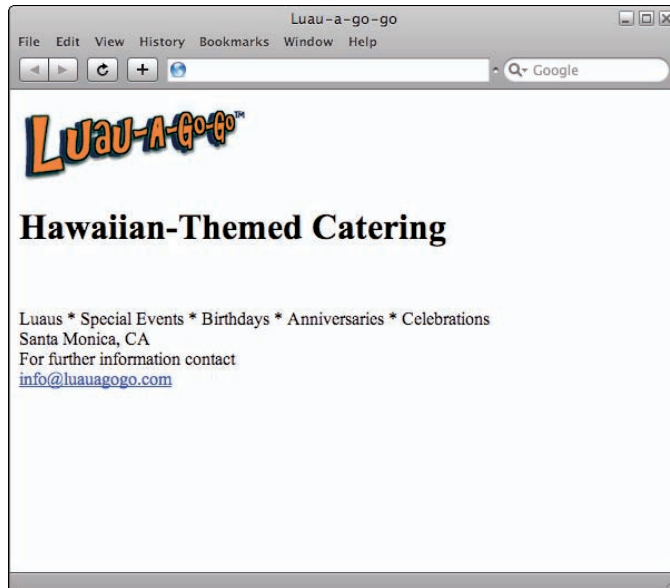 Luau-a-go-go
File Edit View History Bookmarks Window Help
Google
LUAU-A-GO-GO™
Hawaiian-Themed Catering
Luaus * Special Events * Birthdays * Anniversaries * Celebrations
Santa Monica, CA
For further information contact
info@luauagogo.com